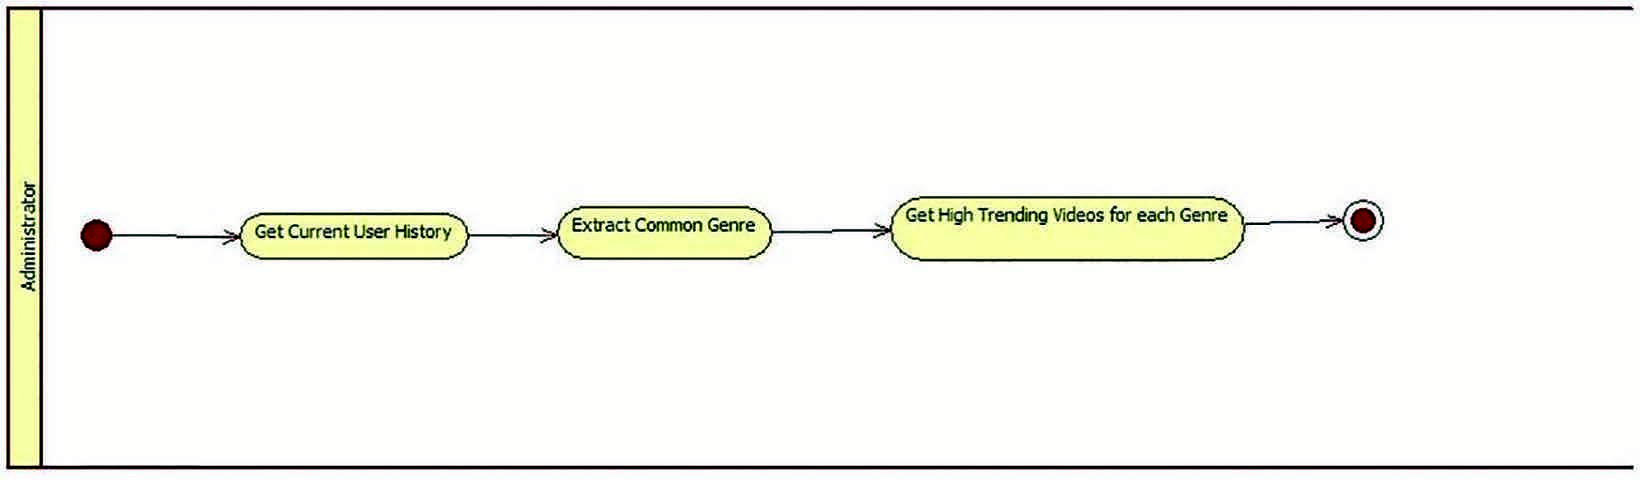 Administrator
Get Current User History
Extract Common Genre
Get High Trending Videos for each Genre